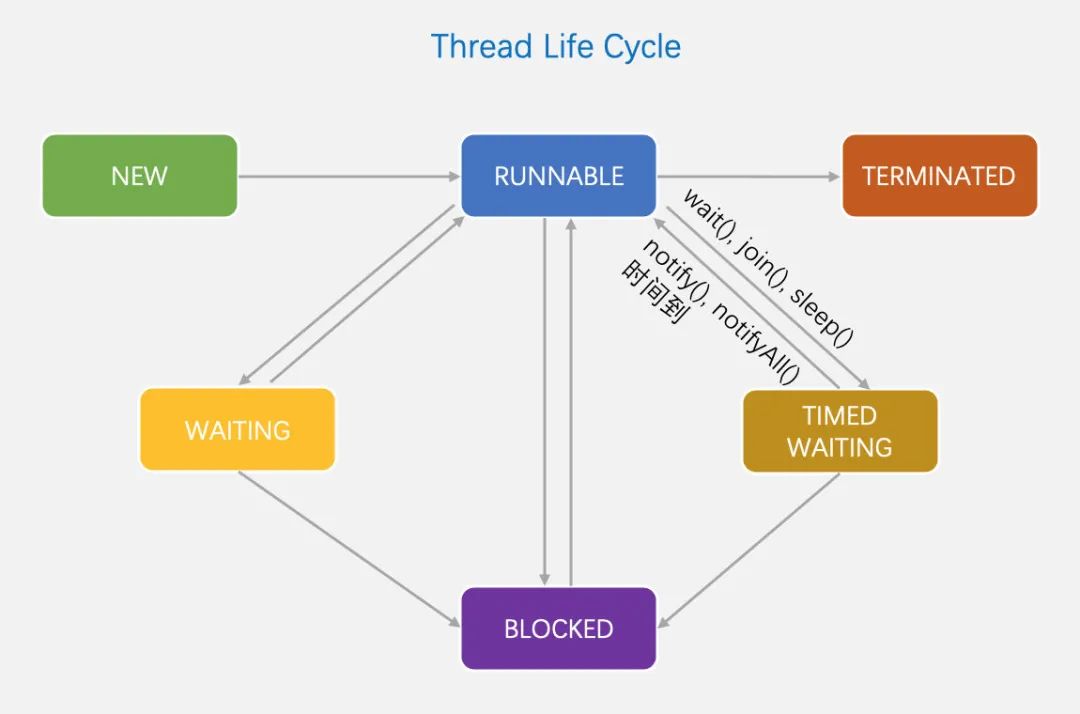 Thread Life Cycle
NEW
RUNNABLE
TERMINATED
wait(), join(), sleep()
notify(), notifyAll()
时间到
WAITING
TIMED
WAITING
BLOCKED